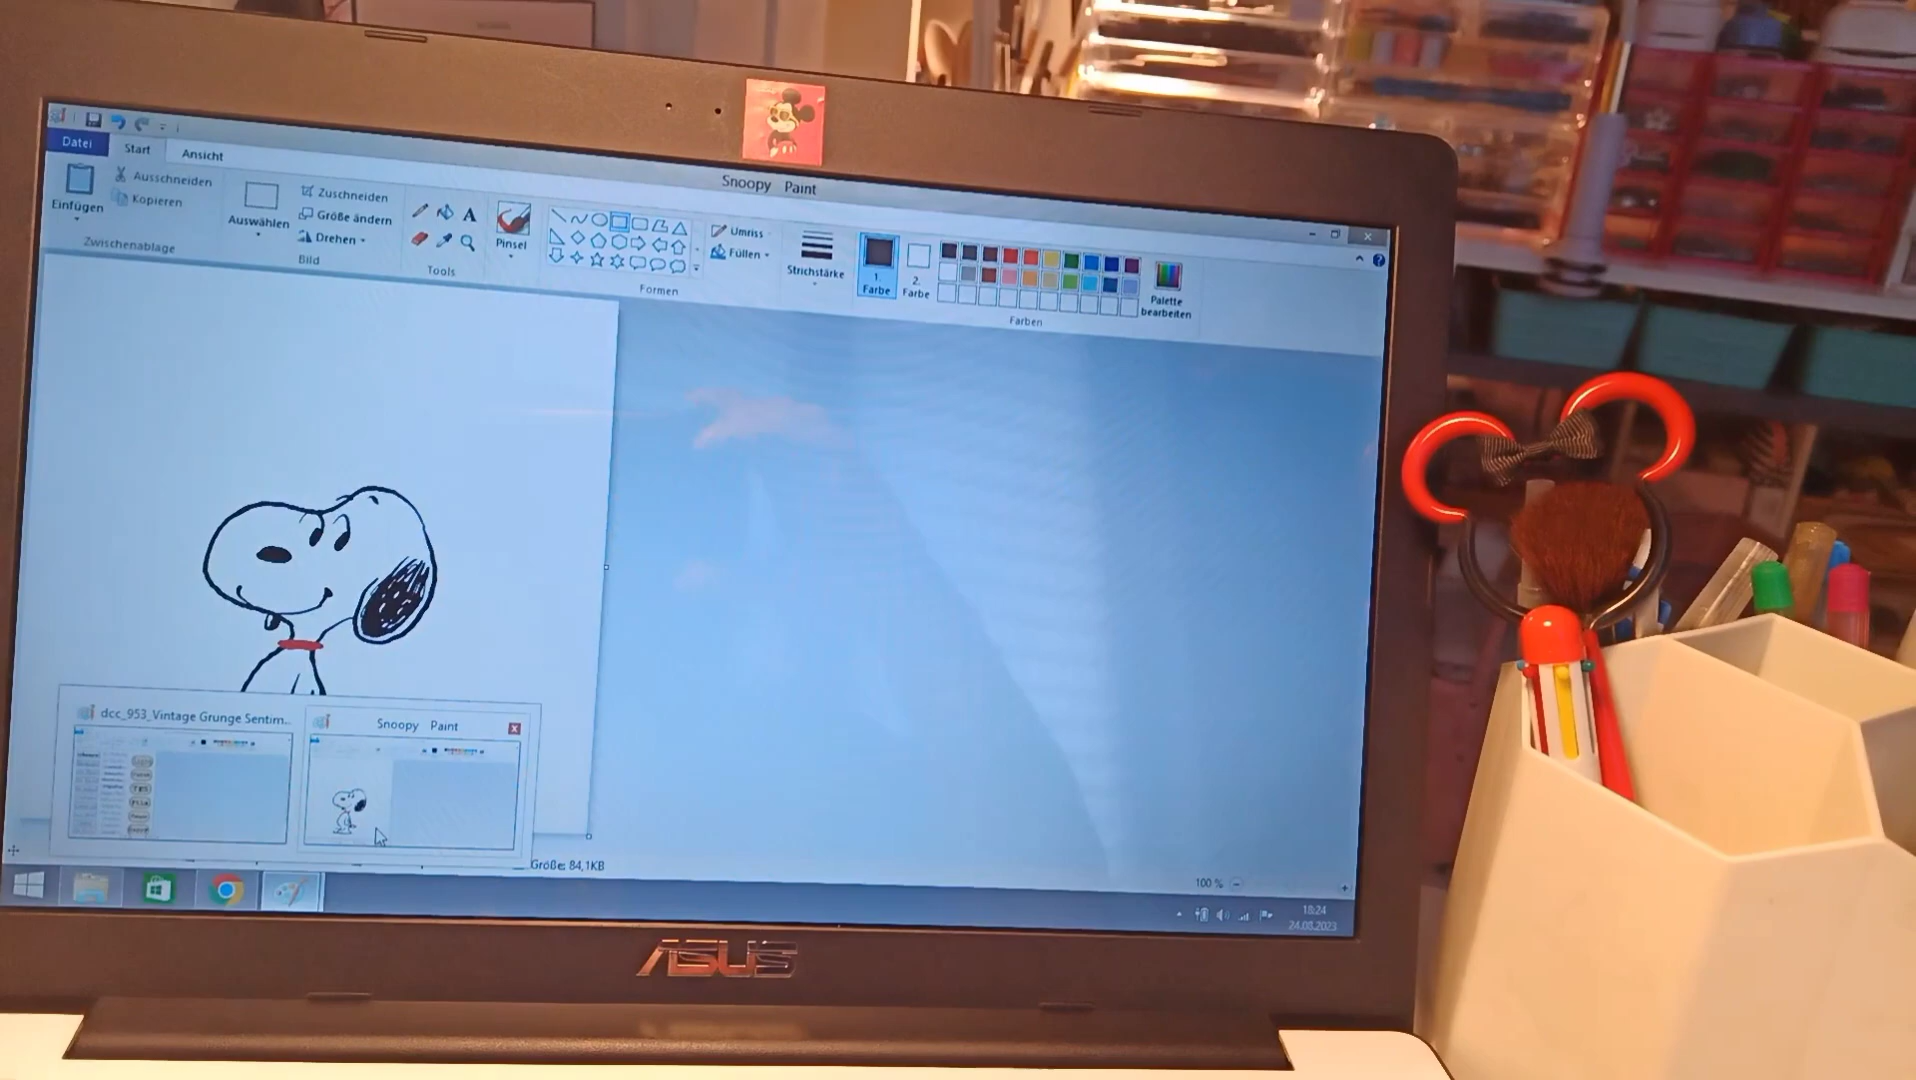 Snoopy Paint
Datei Start Ansicht
Einfügen
Ausschneiden
Kopieren
Zwischenablage
Auswählen
Zuschneiden
Größe ändern
Drehen
Bild
A
Tools
Pinsel
Formen
Umriss
Füllen
Strichstärke
1.
Farbe
2.
Farbe
Farben
Palette
bearbeiten
dcc_953_Vintage Grunge Sentim...
Snoopy Paint
Größe: 84,1KB
100 %
18:24
24.08.2023
ASUS